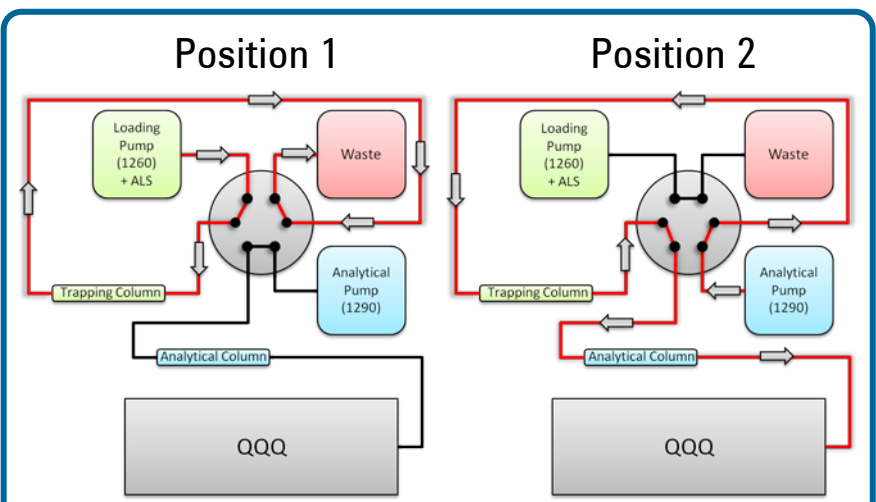 Position 1
Loading
Pump
(1260)
+ ALS
Waste
Trapping Column
Analytical
Pump
(1290)
Analytical Column
QQQ
Position 2
Loading
Pump
(1260)
+ ALS
Waste
Trapping Column
Analytical
Pump
(1290)
Analytical Column
QQQ